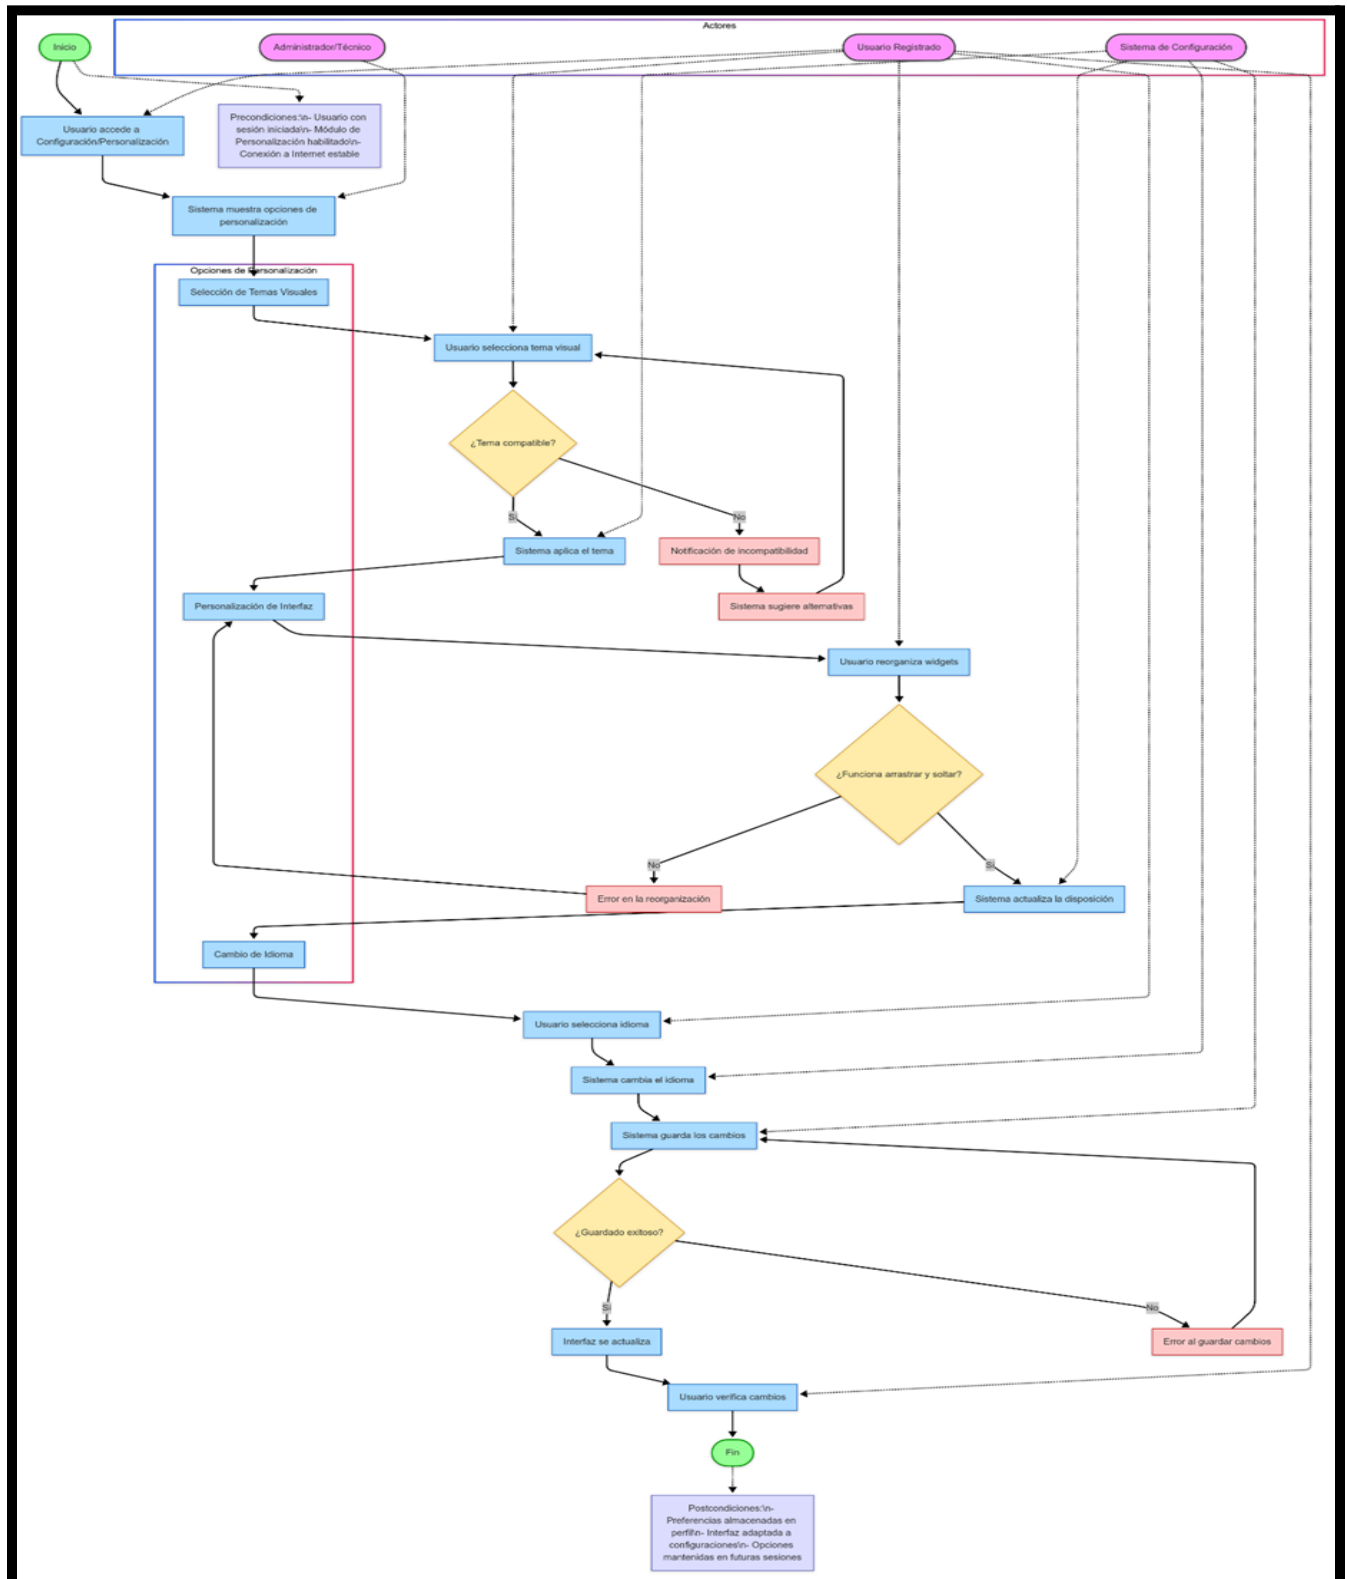 Actores
Inicio
Administrador/Técnico
Usuario Registrado
Sistema de Configuración
Precondiciones:\n- Usuario con
sesión iniciada\n- Módulo de
Personalización habilitado\n-
Conexión a Internet estable
Usuario accede a
Configuración/Personalización
Sistema muestra opciones de
personalización
Opciones de Personalización
Selección de Temas Visuales
Usuario selecciona tema visual
¿Tema compatible?
Sí
No
Sistema aplica el tema
Notificación de incompatibilidad
Personalización de Interfaz
Sistema sugiere alternativas
Usuario reorganiza widgets
¿Funciona arrastrar y soltar?
No
Sí
Error en la reorganización
Sistema actualiza la disposición
Cambio de Idioma
Usuario selecciona idioma
Sistema cambia el idioma
Sistema guarda los cambios
¿Guardado exitoso?
Sí
No
Interfaz se actualiza
Error al guardar cambios
Usuario verifica cambios
Fin
Postcondiciones:\n-
Preferencias almacenadas en
perfil\n- Interfaz adaptada a
configuraciones\n- Opciones
mantenidas en futuras sesiones